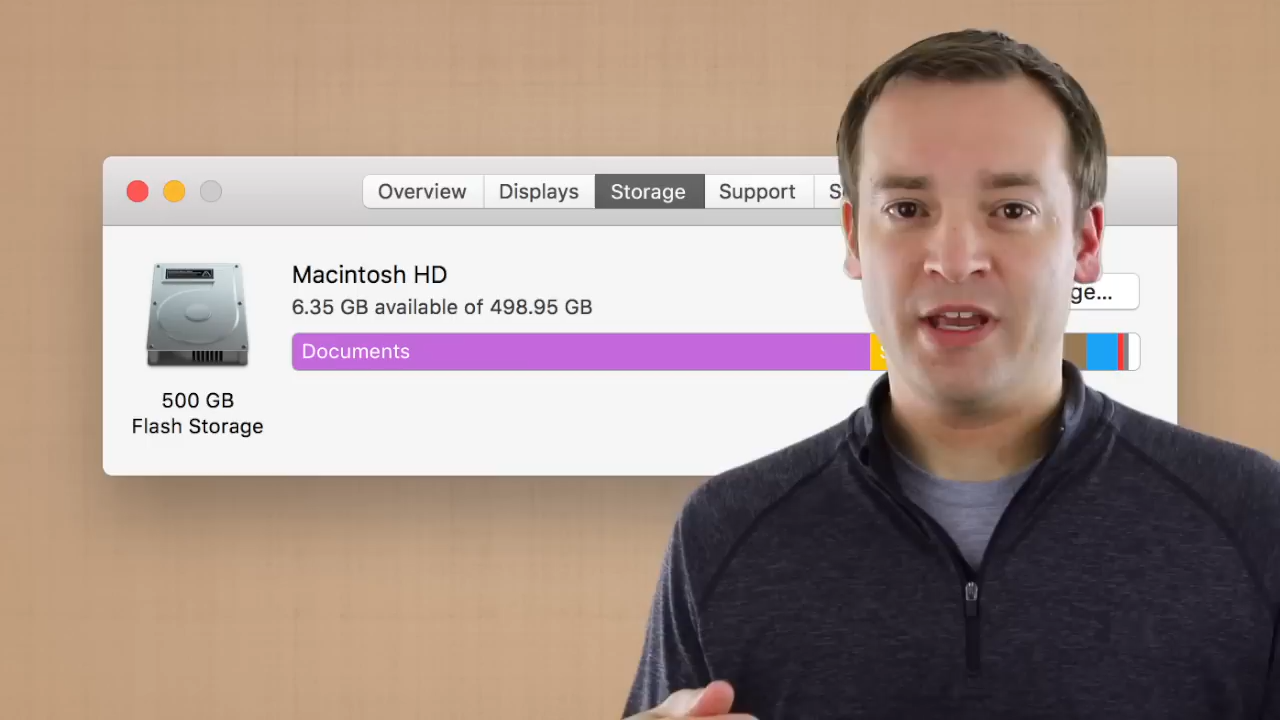 Overview Displays Storage Support
Macintosh HD
6.35 GB available of 498.95 GB
Documents
500 GB
Flash Storage